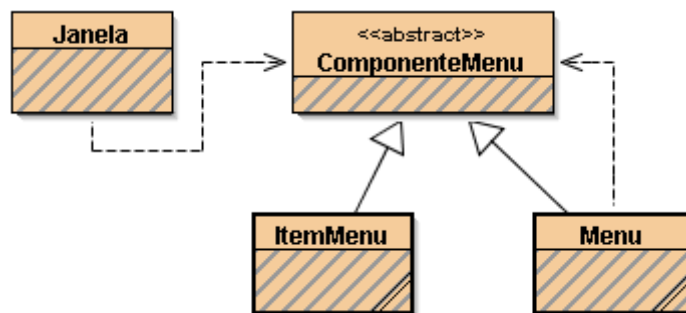 Janela
<<abstract>>
ComponenteMenu
ItemMenu
Menu